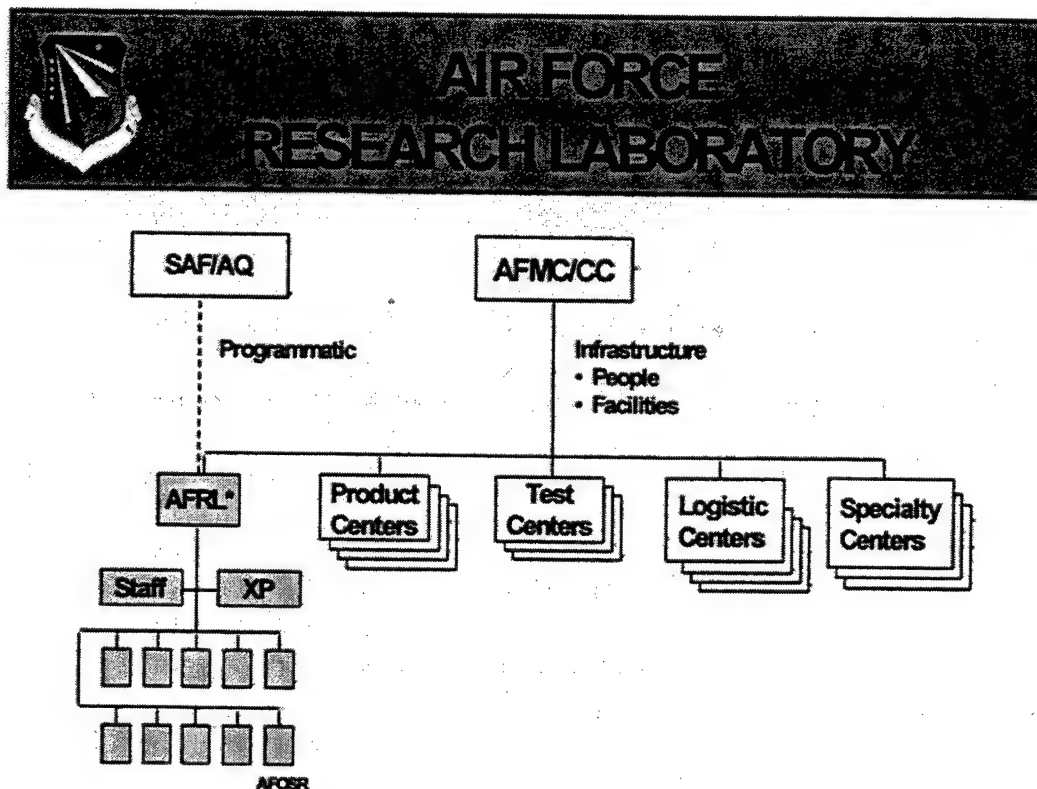 AIR FORCE
RESEARCH LABORATORY
SAF/AQ
AFMC/CC
Programmatic
Infrastructure
• People
• Facilities
AFRL*
Product
Centers
Test
Centers
Logistic
Centers
Specialty
Centers
Staff
XP
AFOSR